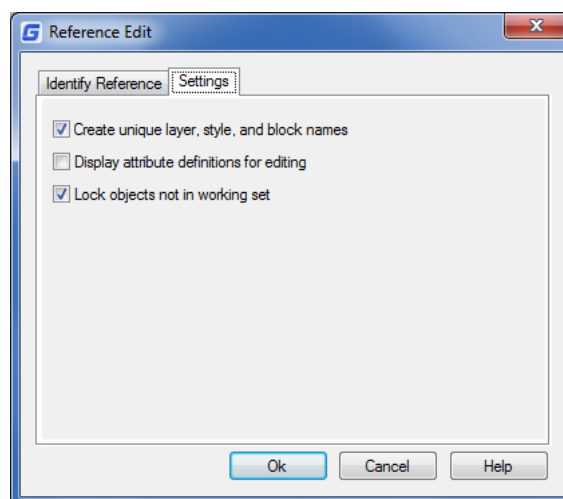 Reference Edit
Identify Reference
Settings
Create unique layer, style, and block names
Display attribute definitions for editing
Lock objects not in working set
Ok
Cancel
Help